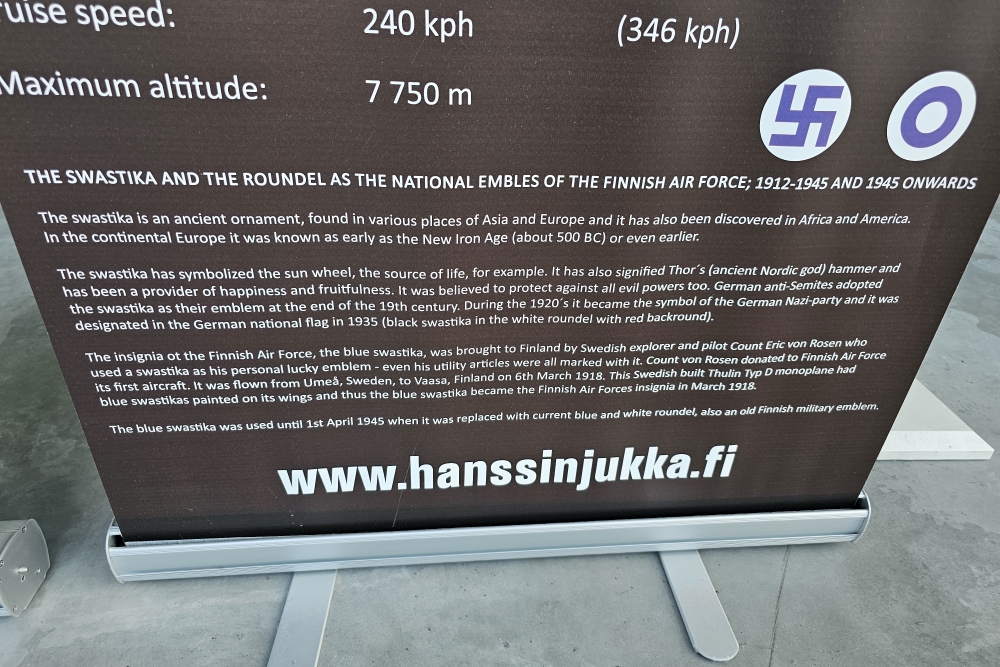 ruise speed: 240 kph (346 kph)
Maximum altitude: 7 750 m
THE SWASTIKA AND THE ROUNDEL AS THE NATIONAL EMBLES OF THE FINNISH AIR FORCE; 1912-1945 AND 1945 ONWARDS
The swastika is an ancient ornament, found in various places of Asia and Europe and it has also been discovered in Africa and America.
In the continental Europe it was known as early as the New Iron Age (about 500 BC) or even earlier.
The swastika has symbolized the sun wheel, the source of life, for example. It has also signified Thor´s (ancient Nordic god) hammer and
has been a provider of happiness and fruitfulness. It was believed to protect against all evil powers too. German anti-Semites adopted
the swastika as their emblem at the end of the 19th century. During the 1920´s it became the symbol of the German Nazi-party and it was
designated in the German national flag in 1935 (black swastika in the white roundel with red backround).
The insignia ot the Finnish Air Force, the blue swastika, was brought to Finland by Swedish explorer and pilot Count Eric von Rosen who
used a swastika as his personal lucky emblem - even his utility articles were all marked with it. Count von Rosen donated to Finnish Air Force
its first aircraft. It was flown from Umeå, Sweden, to Vaasa, Finland on 6th March 1918. This Swedish built Thulin Typ D monoplane had
blue swastikas painted on its wings and thus the blue swastika became the Finnish Air Forces insignia in March 1918.
The blue swastika was used until 1st April 1945 when it was replaced with current blue and white roundel, also an old Finnish military emblem.
www.hanssinjukka.fi